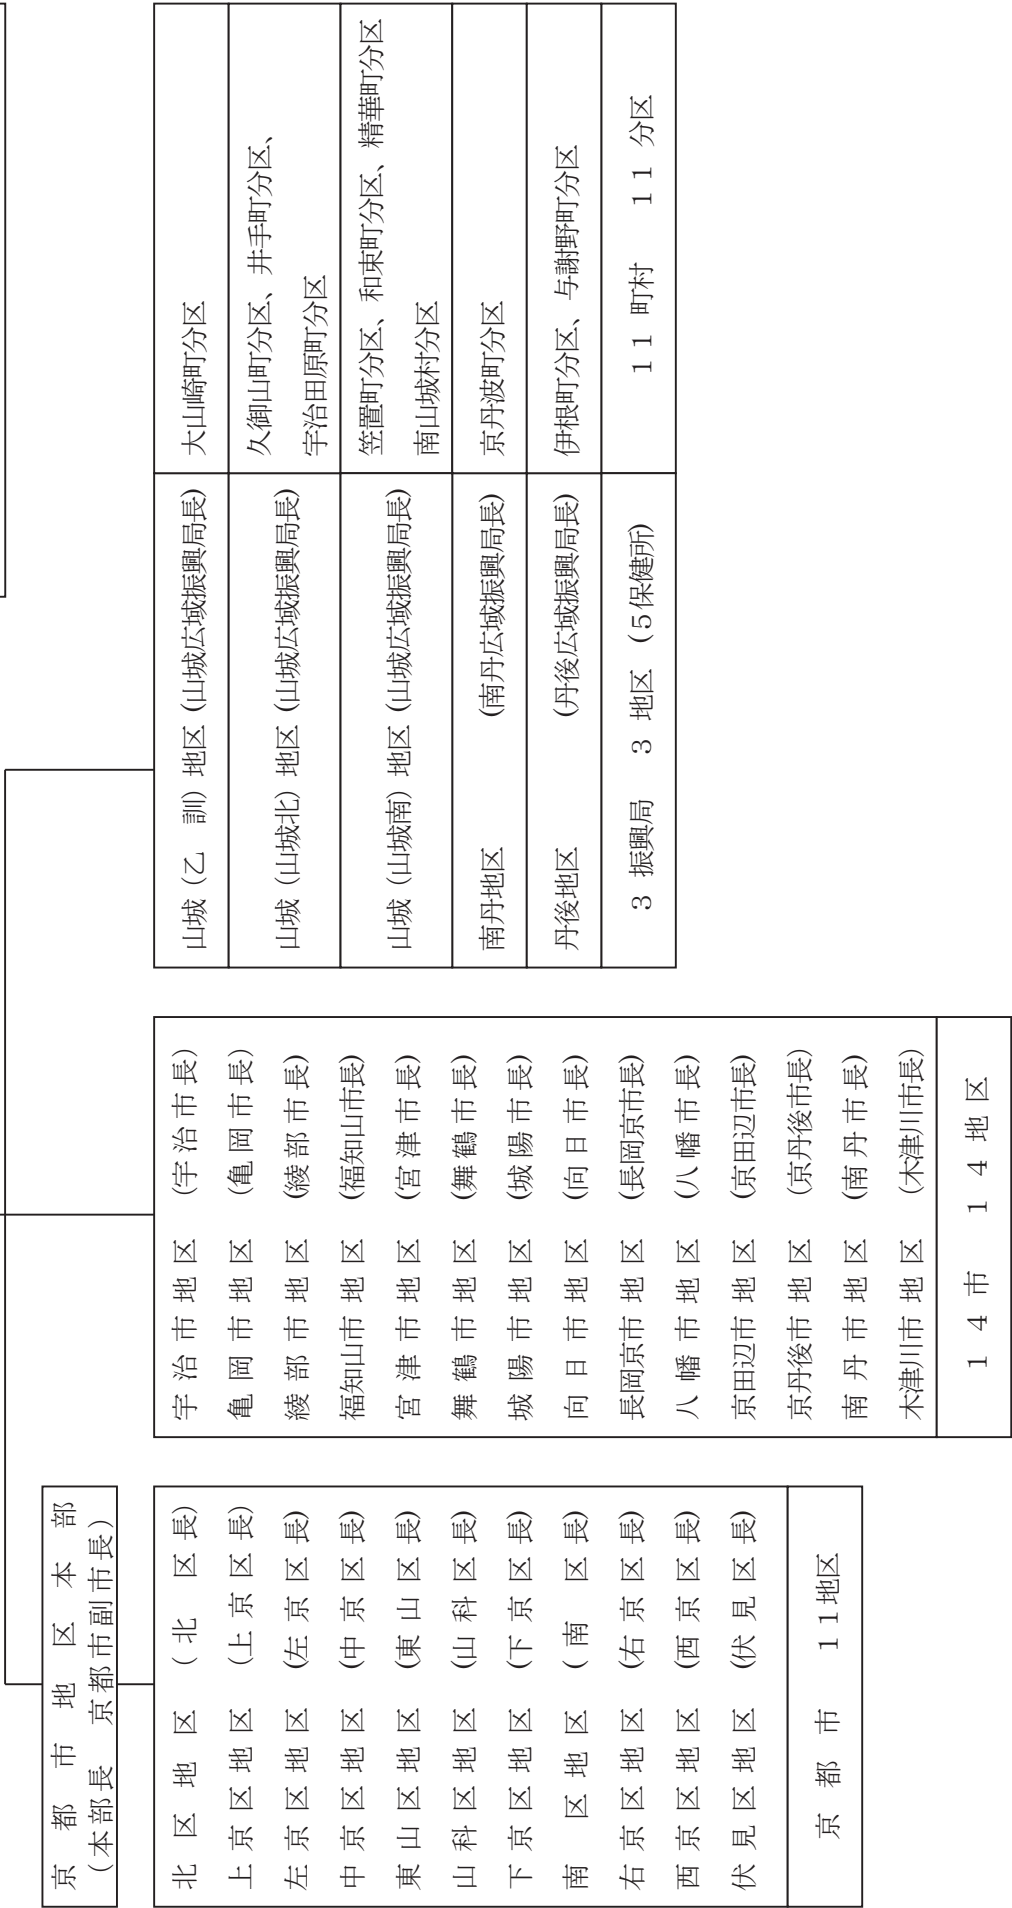 京都市地区本部
（本部長　京都市副市長）
北区地区　（北区長）
上京区地区　（上京区長）
左京区地区　（左京区長）
中京区地区　（中京区長）
東山区地区　（東山区長）
山科区地区　（山科区長）
下京区地区　（下京区長）
南区地区　（南区長）
右京区地区　（右京区長）
西京区地区　（西京区長）
伏見区地区　（伏見区長）
京都市　１１地区
宇治市地区　（宇治市長）
亀岡市地区　（亀岡市長）
綾部市地区　（綾部市長）
福知山市地区　（福知山市長）
宮津市地区　（宮津市長）
舞鶴市地区　（舞鶴市長）
城陽市地区　（城陽市長）
向日市地区　（向日市長）
長岡京市地区　（長岡京市長）
八幡市地区　（八幡市長）
京田辺市地区　（京田辺市長）
京丹後市地区　（京丹後市長）
南丹市地区　（南丹市長）
木津川市地区　（木津川市長）
１４市　１４地区
山城（乙　訓）地区（山城広域振興局長）　大山崎町分区
山城（山城北）地区（山城広域振興局長）　久御山町分区、井手町分区、
宇治田原町分区
山城（山城南）地区（山城広域振興局長）　笠置町分区、和束町分区、精華町分区
南山城村分区
南丹地区　（南丹広域振興局長）　京丹波町分区
丹後地区　（丹後広域振興局長）　伊根町分区、与謝野町分区
３振興局　３地区（５保健所）　１１町村　１１分区